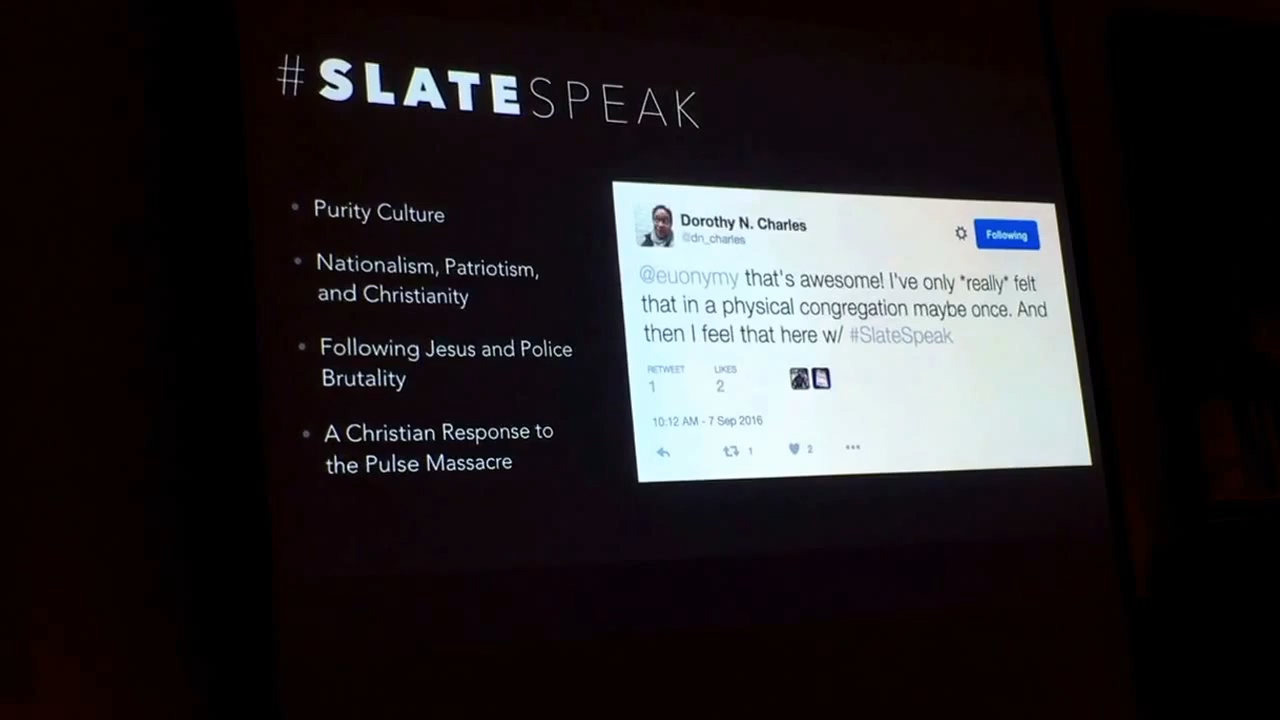 #SLATESPEAK
• Purity Culture
• Nationalism, Patriotism,
and Christianity
• Following Jesus and Police
Brutality
• A Christian Response to
the Pulse Massacre
Dorothy N. Charles
@dn_charles
Following
@euonymy that's awesome! I've only *really* felt
that in a physical congregation maybe once. And
then I feel that here w/ #SlateSpeak
RETWEET LIKES
1 2
10:12 AM - 7 Sep 2016
1 2 •••